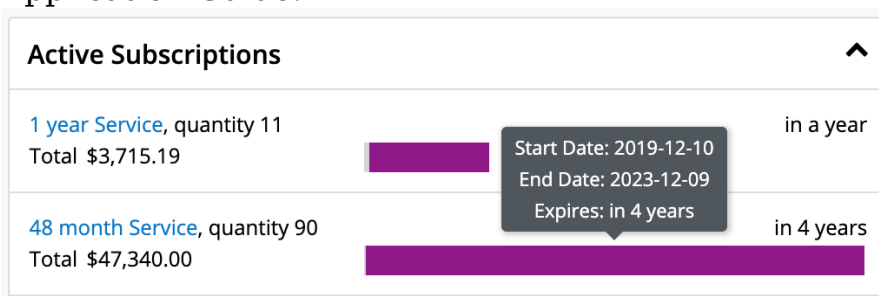 Application Guide.
Active Subscriptions
1 year Service, quantity 11
in a year
Total $3,715.19
Start Date: 2019-12-10
End Date: 2023-12-09
Expires: in 4 years
48 month Service, quantity 90
in 4 years
Total $47,340.00